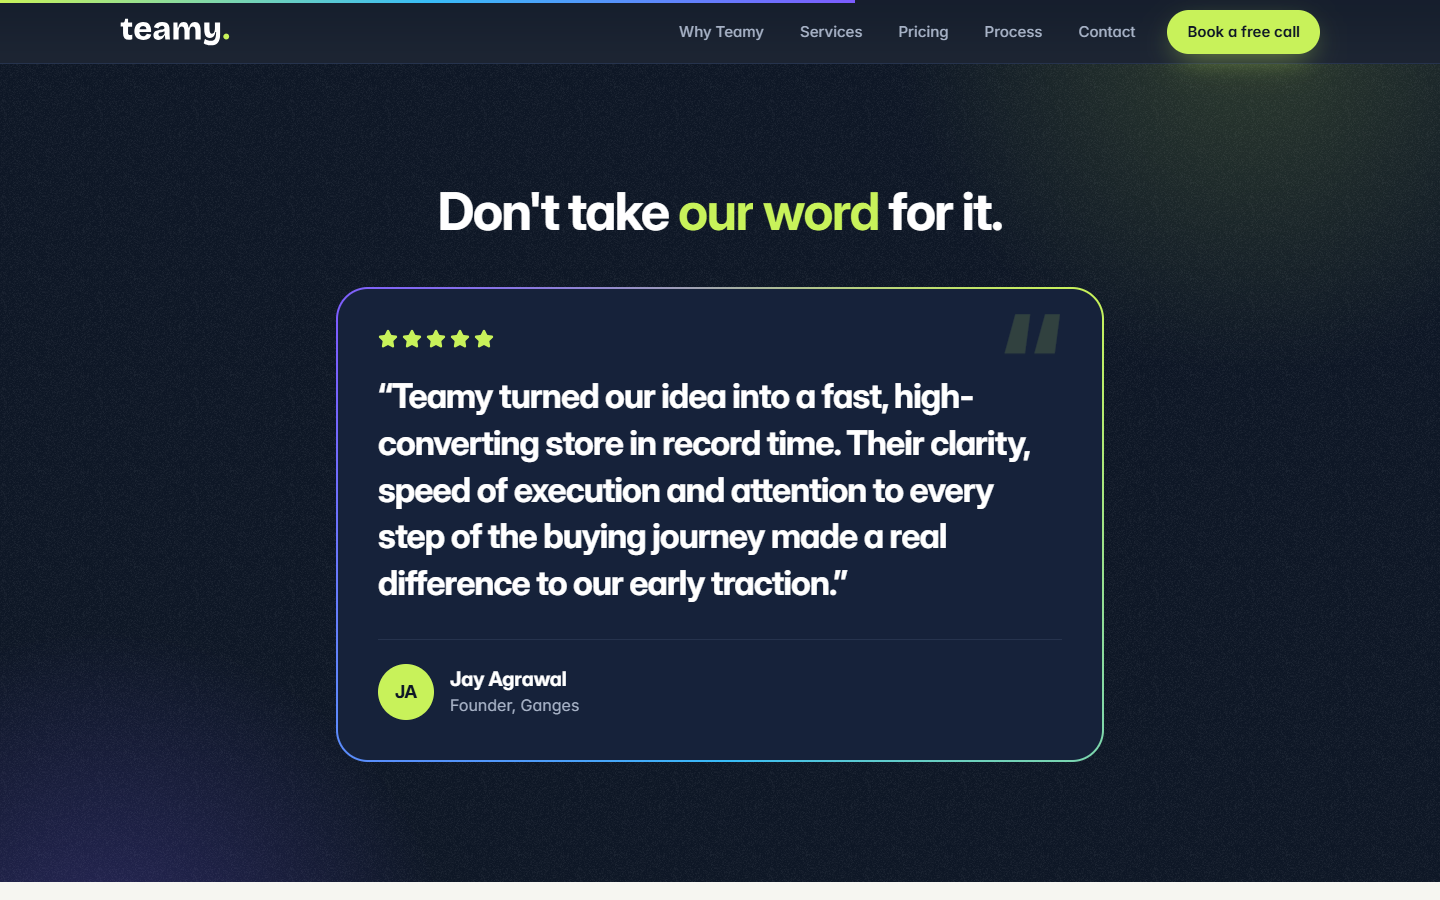 teamy.
Why Teamy
Services
Pricing
Process
Contact
Book a free call
Don't take our word for it.
“Teamy turned our idea into a fast, high-
converting store in record time. Their clarity,
speed of execution and attention to every
step of the buying journey made a real
difference to our early traction.”
JA
Jay Agrawal
Founder, Ganges